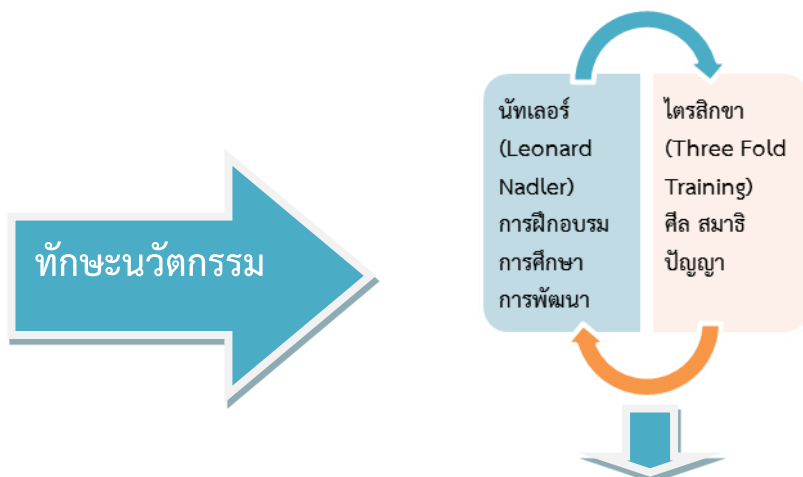 ทักษะนวัตกรรม
นัทเลอร์
(Leonard
Nadler)
การฝึกอบรม
การศึกษา
การพัฒนา
ไตรสิกขา
(Three Fold
Training)
ศีล สมาธิ
ปัญญา